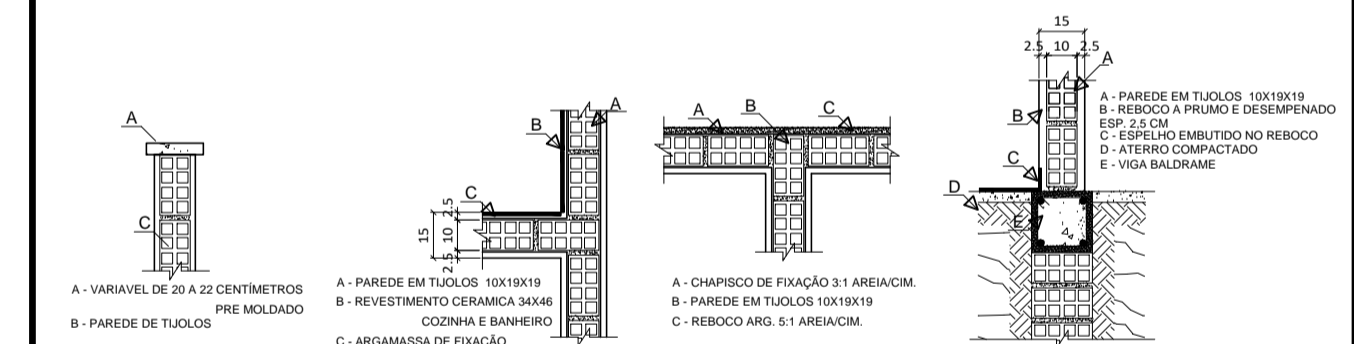 A
C
A - VARIAVEL DE 20 A 22 CENTÍMETROS
PRE MOLDADO
B - PAREDE DE TIJOLOS
A
B
C
2.5
10
15
2.5
A - PAREDE EM TIJOLOS 10X19X19
B - REVESTIMENTO CERAMICA 34X46
COZINHA E BANHEIRO
C - ARGAMASSA DE FIXAÇÃO
A
B
C
A - CHAPISCO DE FIXAÇÃO 3:1 AREIA/CIM.
B - PAREDE EM TIJOLOS 10X19X19
C - REBOCO ARG. 5:1 AREIA/CIM.
15
2.5 10 2.5
A
B
C
D
E
A - PAREDE EM TIJOLOS 10X19X19
B - REBOCO A PRUMO E DESEMPENADO
ESP. 2,5 CM
C - ESPELHO EMBUTIDO NO REBOCO
D - ATERRO COMPACTADO
E - VIGA BALDRAME